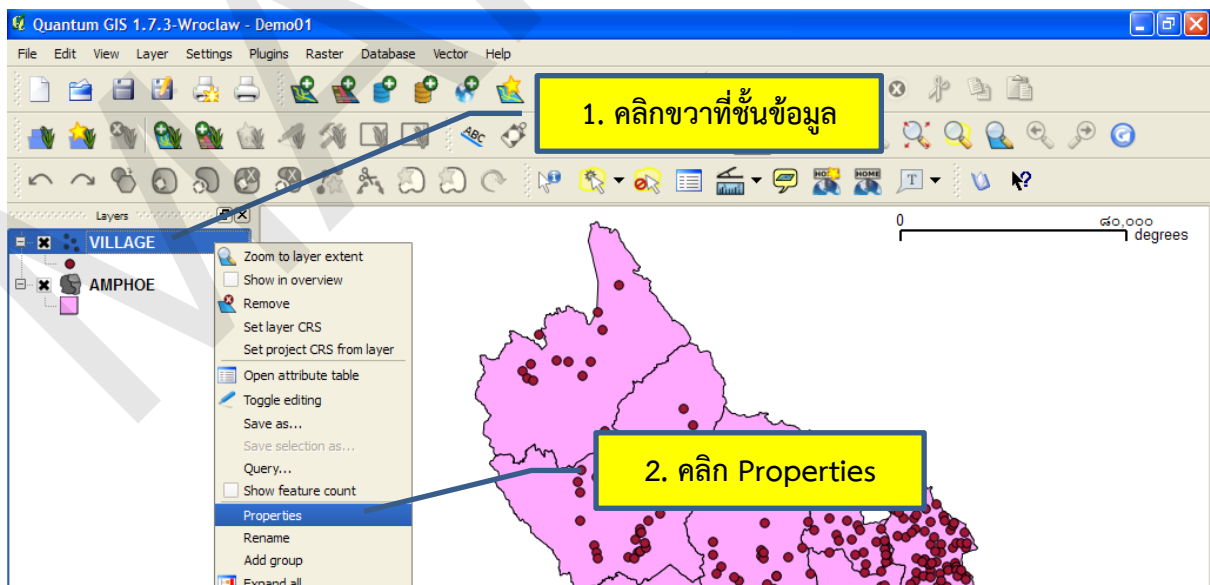 Quantum GIS 1.7.3-Wroclaw - Demo01
File Edit View Layer Settings Plugins Raster Database Vector Help
1. คลิกขวาที่ชั้นข้อมูล
ABC
HOME
T
Layers
VILLAGE
AMPHOE
0 ๘๐,๐๐๐
degrees
Zoom to layer extent
Show in overview
Remove
Set layer CRS
Set project CRS from layer
Open attribute table
Toggle editing
Save as...
Save selection as...
Query...
Show feature count
Properties
Rename
Add group
Expand all
2. คลิก Properties